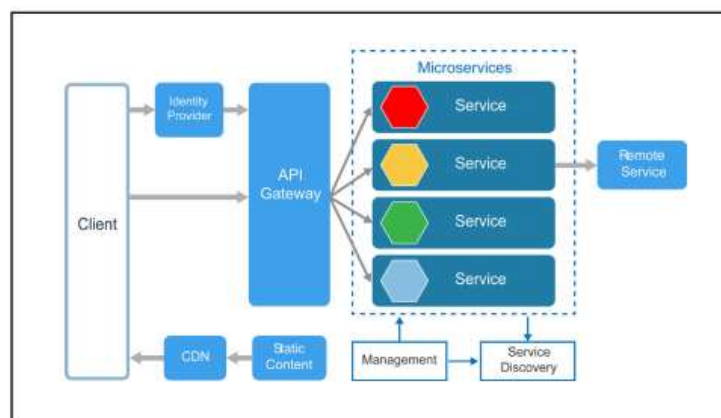 Microservices
Identity
Provider
Service
API
Gateway
Service
Remote
Service
Client
Service
Service
CDN
Static
Content
Management
Service
Discovery